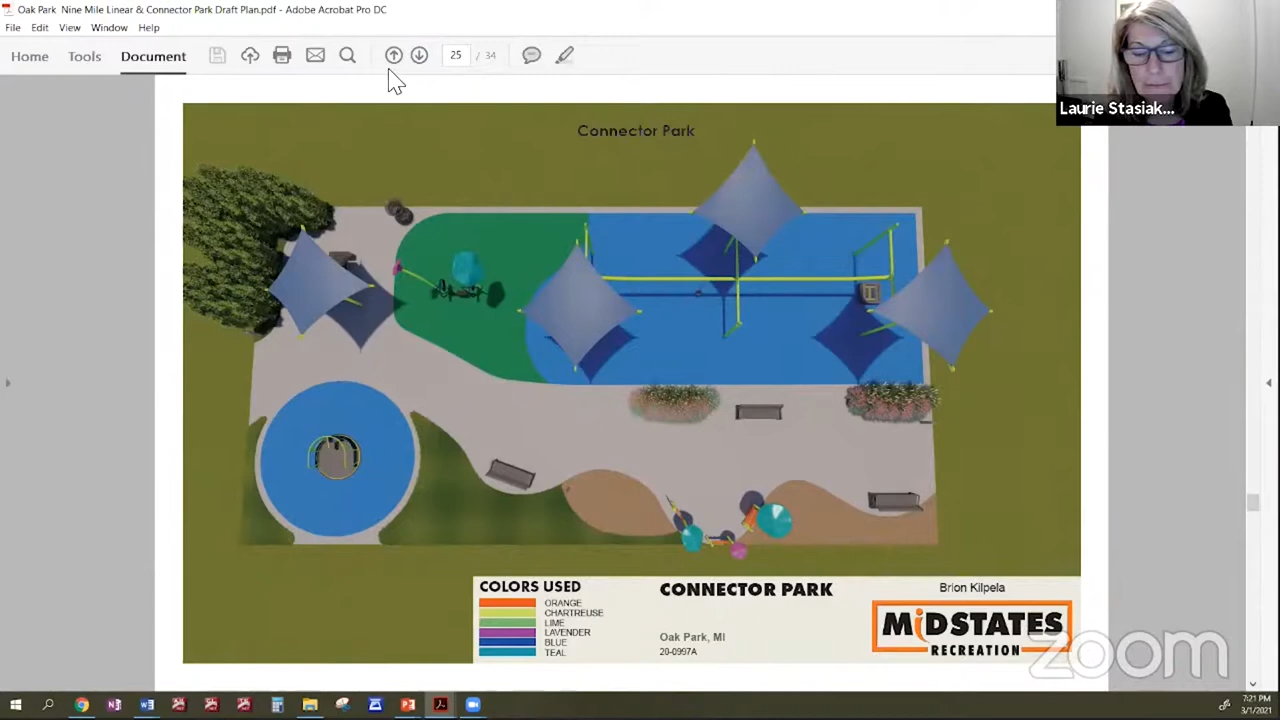 Oak Park Nine Mile Linear & Connector Park Draft Plan.pdf - Adobe Acrobat Pro DC
File Edit View Window Help
Home Tools Document 25 / 34
Laurie Stasiak...
Connector Park
COLORS USED
ORANGE
CHARTREUSE
LIME
LAVENDER
BLUE
TEAL
CONNECTOR PARK
Oak Park, MI
20-0997A
Brion Kilpela
MiDSTATES
RECREATION
zoom
7:21 PM
3/1/2021